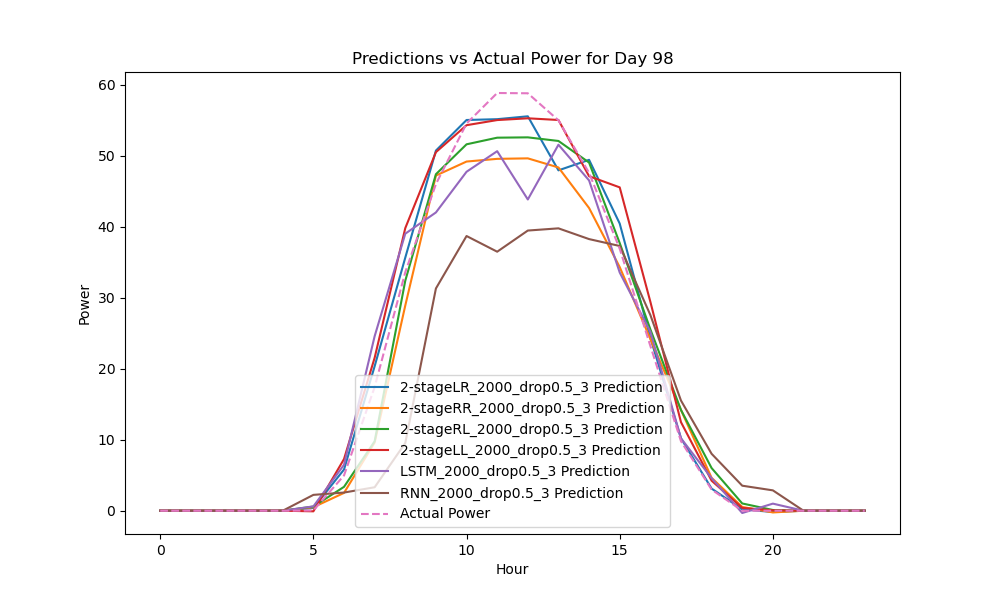 Predictions vs Actual Power for Day 98
60
50
40
30
20
10
0
Power
2-stageLR_2000_drop0.5_3 Prediction
2-stageRR_2000_drop0.5_3 Prediction
2-stageRL_2000_drop0.5_3 Prediction
2-stageLL_2000_drop0.5_3 Prediction
LSTM_2000_drop0.5_3 Prediction
RNN_2000_drop0.5_3 Prediction
Actual Power
0 5 10 15 20
Hour